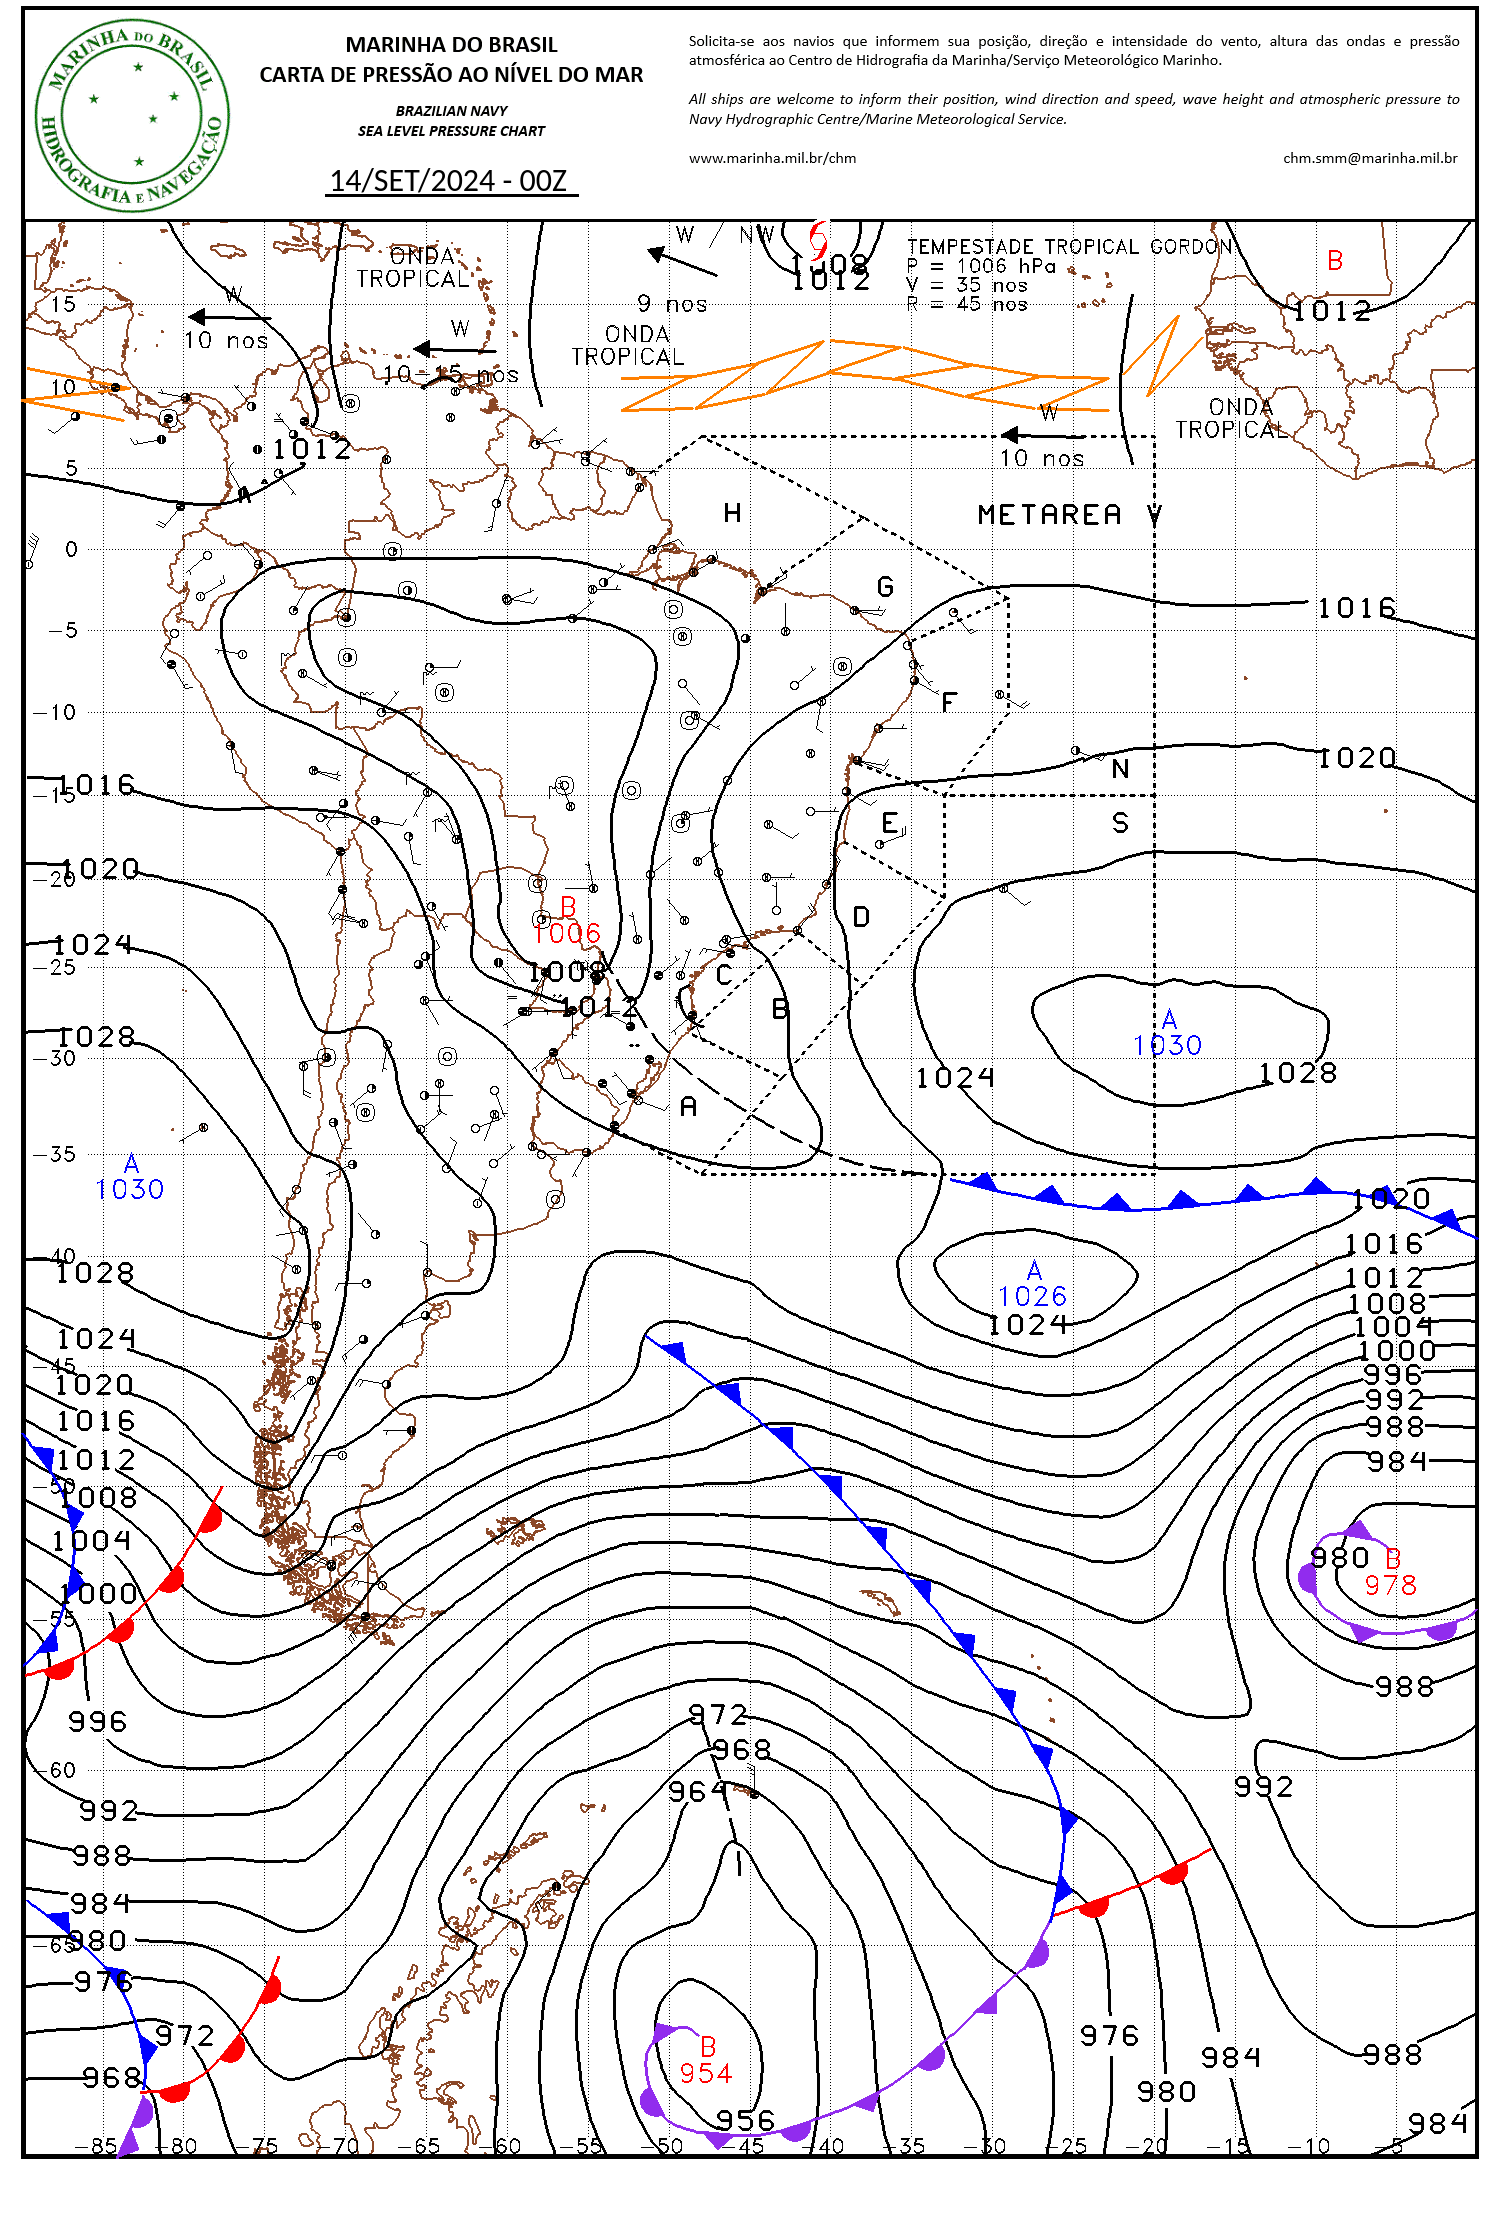 MARINHA DO BRASIL
HIDROGRAFIA E NAVEGAÇÃO
MARINHA DO BRASIL
CARTA DE PRESSÃO AO NÍVEL DO MAR
BRAZILIAN NAVY
SEA LEVEL PRESSURE CHART
14/SET/2024 - 00Z
Solicita-se aos navios que informem sua posição, direção e intensidade do vento, altura das ondas e pressão
atmosférica ao Centro de Hidrografia da Marinha/Serviço Meteorológico Marinho.
All ships are welcome to inform their position, wind direction and speed, wave height and atmospheric pressure to
Navy Hydrographic Centre/Marine Meteorological Service.
www.marinha.mil.br/chm chm.smm@marinha.mil.br
W / NW
ONDA
TROPICAL
TEMPESTADE TROPICAL GORDON
P = 1006 hPa
V = 35 nos
R = 45 nos
B
1008
1012
1012
15
W
10 nos
9 nos
W
10-15 nos
ONDA
TROPICAL
10
W
10 nos
ONDA
TROPICAL
1012
5
A
H
METAREA V
0
G
1016
-5
F
-10
1020
N
1016
-15
E
S
1020
-20
B
1006
D
1024
-25
1008
C
1012
B
A
1030
1028
-30
1024
1028
A
-35
A
1030
1020
-40
1016
1028
A
1026
1012
1008
1024
1024
1004
1000
-45
996
1020
992
1016
988
1012
984
-50
1008
1004
980
B
978
1000
-55
988
996
972
968
-60
964
992
992
988
984
980
-65
976
972
976
B
954
984
988
968
980
956
984
-85 -80 -75 -70 -65 -60 -55 -50 -45 -40 -35 -30 -25 -20 -15 -10 -5